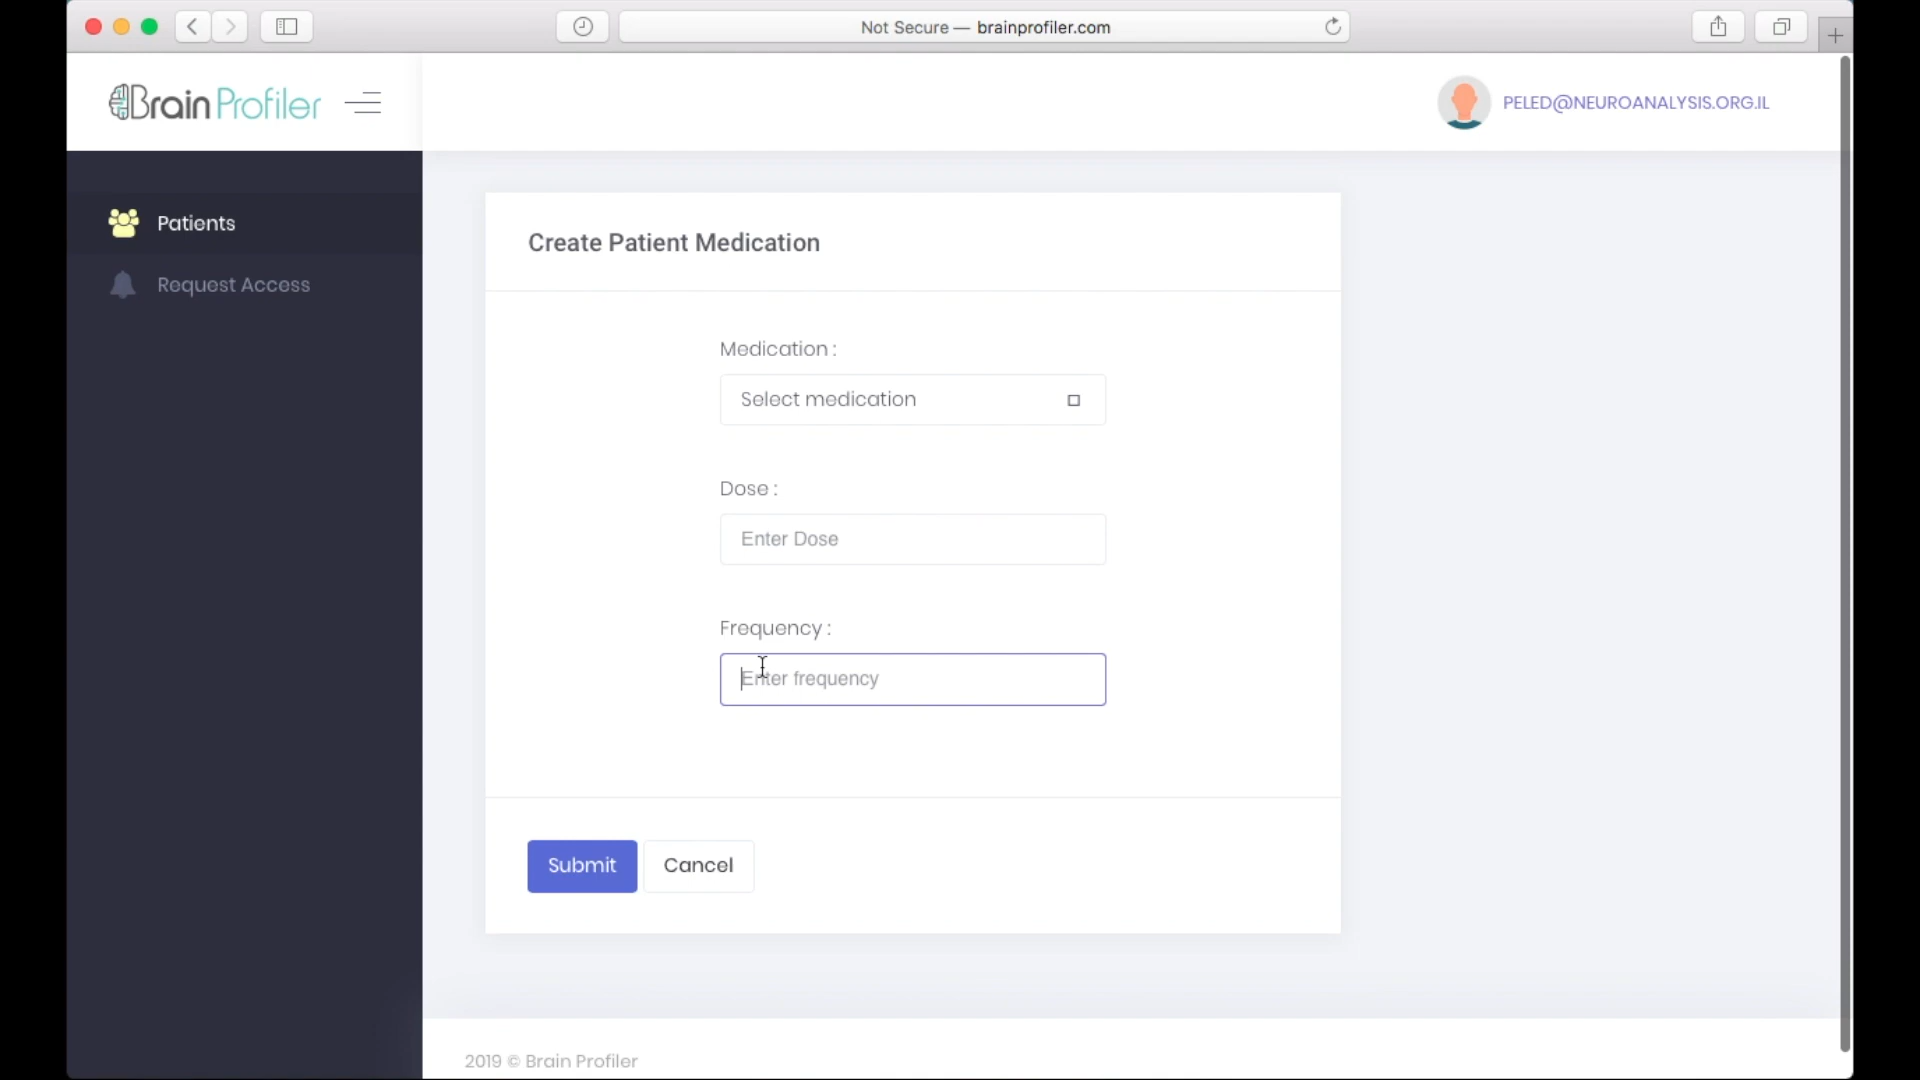 Not Secure — brainprofiler.com
Brain Profiler
PELED@NEUROANALYSIS.ORG.IL
Patients
Request Access
Create Patient Medication
Medication :
Select medication
Dose :
Enter Dose
Frequency :
Enter frequency
Submit
Cancel
2019 © Brain Profiler